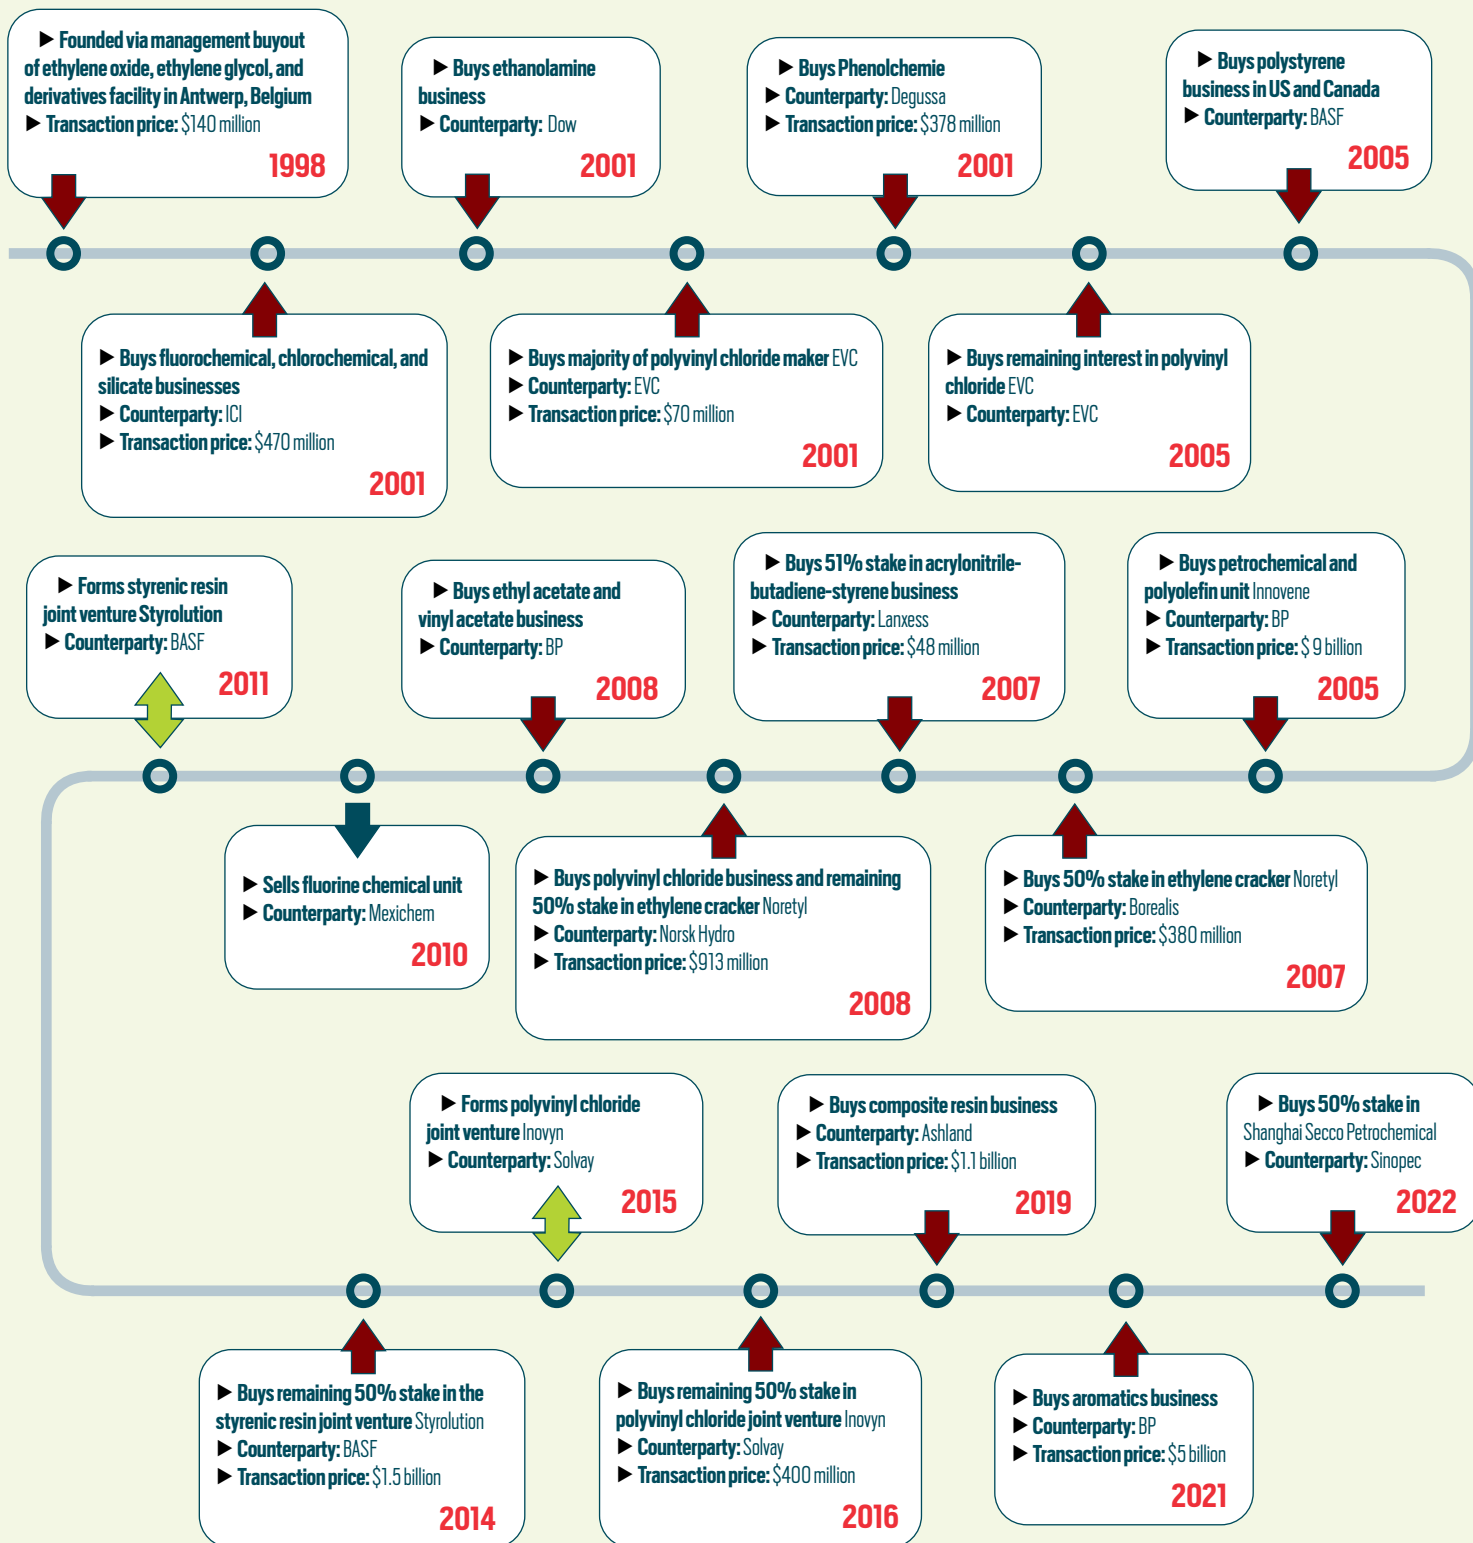 ▶ Founded via management buyout
of ethylene oxide, ethylene glycol, and
derivatives facility in Antwerp, Belgium
▶ Transaction price: $140 million
1998
▶ Buys fluorochemical, chlorochemical, and
silicate businesses
▶ Counterparty: ICI
▶ Transaction price: $470 million
2001
▶ Buys ethanolamine
business
▶ Counterparty: Dow
2001
▶ Buys majority of polyvinyl chloride maker EVC
▶ Counterparty: EVC
▶ Transaction price: $70 million
2001
▶ Buys Phenolchemie
▶ Counterparty: Degussa
▶ Transaction price: $378 million
2001
▶ Buys remaining interest in polyvinyl
chloride EVC
▶ Counterparty: EVC
2005
▶ Buys polystyrene
business in US and Canada
▶ Counterparty: BASF
2005
▶ Buys petrochemical and
polyolefin unit Innovene
▶ Counterparty: BP
▶ Transaction price: $ 9 billion
2005
▶ Buys 50% stake in ethylene cracker Noretyl
▶ Counterparty: Borealis
▶ Transaction price: $380 million
2007
▶ Buys 51% stake in acrylonitrile-
butadiene-styrene business
▶ Counterparty: Lanxess
▶ Transaction price: $48 million
2007
▶ Buys polyvinyl chloride business and remaining
50% stake in ethylene cracker Noretyl
▶ Counterparty: Norsk Hydro
▶ Transaction price: $913 million
2008
▶ Buys ethyl acetate and
vinyl acetate business
▶ Counterparty: BP
2008
▶ Sells fluorine chemical unit
▶ Counterparty: Mexichem
2010
▶ Forms styrenic resin
joint venture Styrolution
▶ Counterparty: BASF
2011
▶ Buys remaining 50% stake in the
styrenic resin joint venture Styrolution
▶ Counterparty: BASF
▶ Transaction price: $1.5 billion
2014
▶ Forms polyvinyl chloride
joint venture Inovyn
▶ Counterparty: Solvay
2015
▶ Buys remaining 50% stake in
polyvinyl chloride joint venture Inovyn
▶ Counterparty: Solvay
▶ Transaction price: $400 million
2016
▶ Buys composite resin business
▶ Counterparty: Ashland
▶ Transaction price: $1.1 billion
2019
▶ Buys aromatics business
▶ Counterparty: BP
▶ Transaction price: $5 billion
2021
▶ Buys 50% stake in
Shanghai Secco Petrochemical
▶ Counterparty: Sinopec
2022